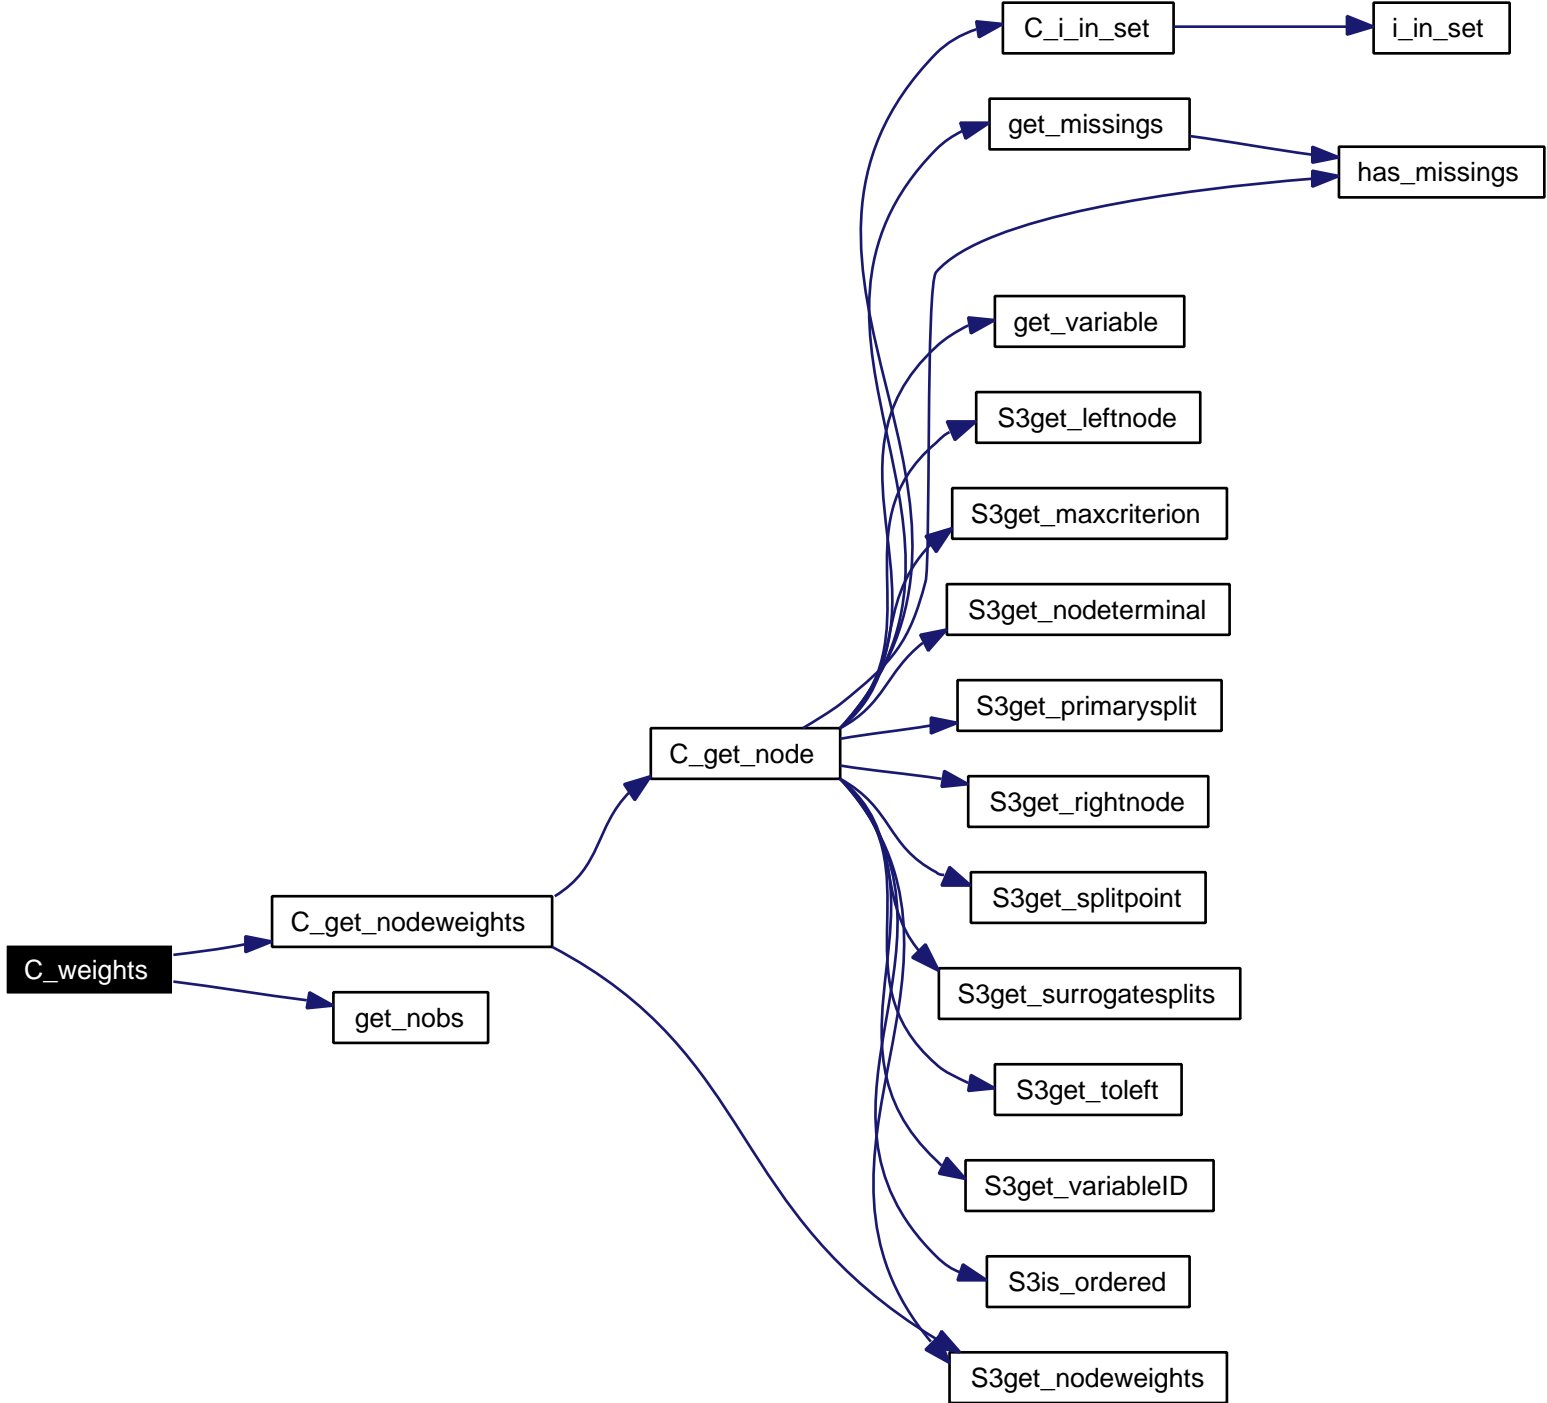 C_i_in_set
i_in_set
get_missings
has_missings
get_variable
S3get_leftnode
S3get_maxcriterion
S3get_nodeterminal
S3get_primarysplit
C_get_node
S3get_rightnode
S3get_splitpoint
C_get_nodeweights
C_weights
S3get_surrogatesplits
get_nobs
S3get_toleft
S3get_variableID
S3is_ordered
S3get_nodeweights